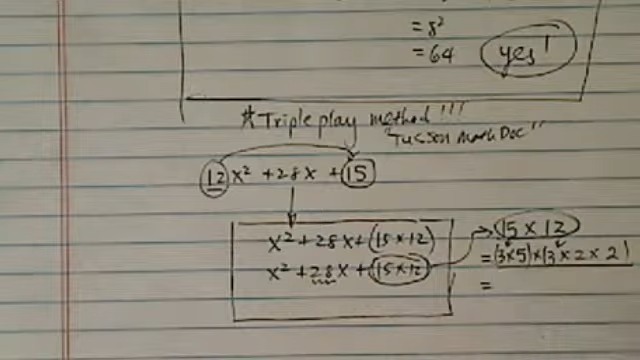 = 8²
= 64 yes!
*Triple play method!!!
"Tucson Math Doc"
12x² + 28x + 15
x² + 28x + (15 x 12)
x² + 28x + (15 x 12)
15 x 12
= (3 x 5) x (3 x 2 x 2)
=